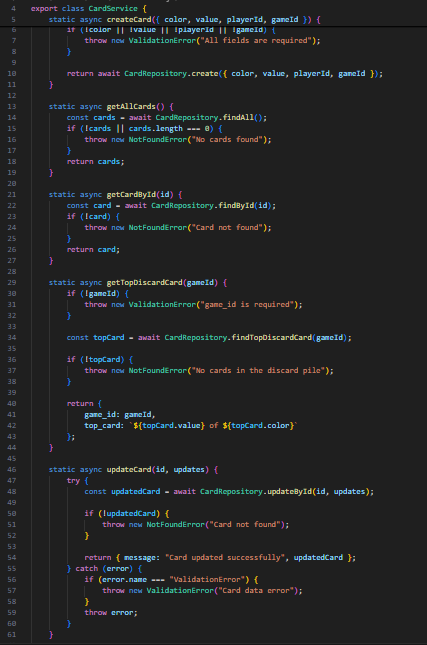 4 export class CardService {
5 static async createCard({ color, value, playerId, gameId }) {
6 if (!color || !value || !playerId || !gameId) {
7 throw new ValidationError("All fields are required");
8 }
9
10 return await CardRepository.create({ color, value, playerId, gameId });
11 }
12
13 static async getAllCards() {
14 const cards = await CardRepository.findAll();
15 if (!cards || cards.length === 0) {
16 throw new NotFoundError("No cards found");
17 }
18 return cards;
19 }
20
21 static async getCardById(id) {
22 const card = await CardRepository.findById(id);
23 if (!card) {
24 throw new NotFoundError("Card not found");
25 }
26 return card;
27 }
28
29 static async getTopDiscardCard(gameId) {
30 if (!gameId) {
31 throw new ValidationError("game_id is required");
32 }
33
34 const topCard = await CardRepository.findTopDiscardCard(gameId);
35
36 if (!topCard) {
37 throw new NotFoundError("No cards in the discard pile");
38 }
39
40 return {
41 game_id: gameId,
42 top_card: `${topCard.value} of ${topCard.color}`
43 };
44 }
45
46 static async updateCard(id, updates) {
47 try {
48 const updatedCard = await CardRepository.updateById(id, updates);
49
50 if (!updatedCard) {
51 throw new NotFoundError("Card not found");
52 }
53
54 return { message: "Card updated successfully", updatedCard };
55 } catch (error) {
56 if (error.name === "ValidationError") {
57 throw new ValidationError("Card data error");
58 }
59 throw error;
60 }
61 }